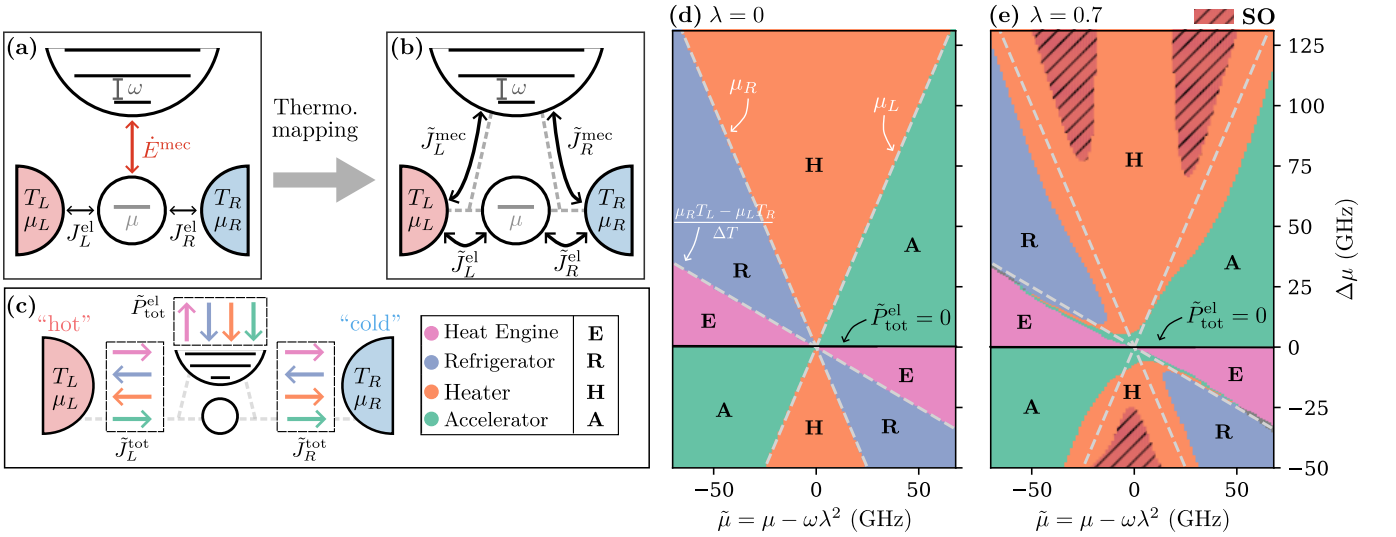 (a)
ω
Ė^mec
T_L
μ_L
μ
T_R
μ_R
J_L^el
J_R^el
Thermo.
mapping
(b)
ω
J̃_L^mec
J̃_R^mec
T_L
μ_L
μ
T_R
μ_R
J̃_L^el
J̃_R^el
(c)
P̃_tot^el
“hot”
“cold”
T_L
μ_L
T_R
μ_R
J̃_L^tot
J̃_R^tot
Heat Engine E
Refrigerator R
Heater H
Accelerator A
(d) λ = 0
μ_R
μ_L
H
(μ_R T_L − μ_L T_R)/ΔT
R
A
E
P̃_tot^el = 0
E
A
H
R
−50 0 50
μ̃ = μ − ωλ² (GHz)
(e) λ = 0.7
SO
H
R
A
E
P̃_tot^el = 0
E
A
H
R
−50 0 50
μ̃ = μ − ωλ² (GHz)
125
100
75
50
25
0
−25
−50
Δμ (GHz)